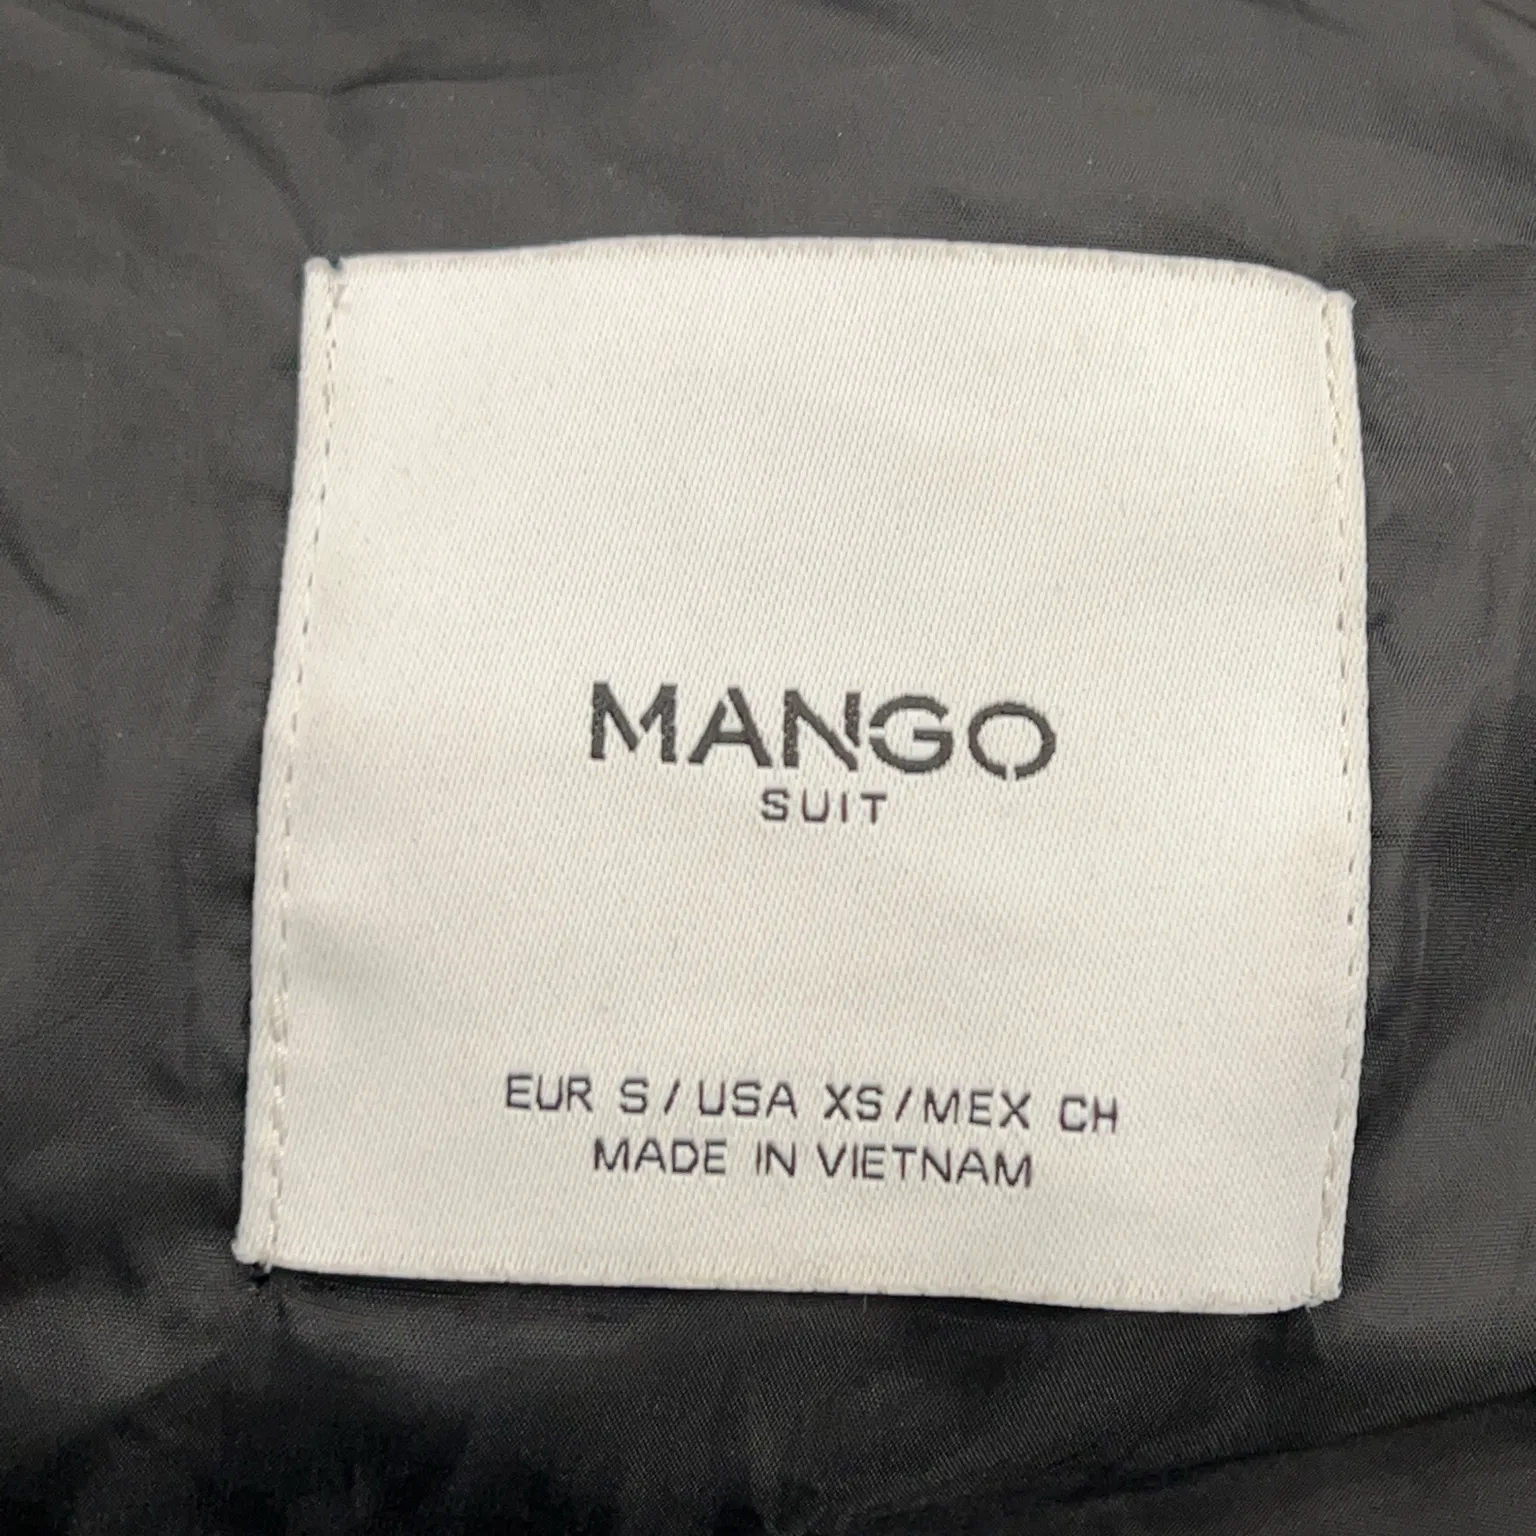 MANGO
SUIT
EUR S/USA XS/MEX CH
MADE IN VIETNAM